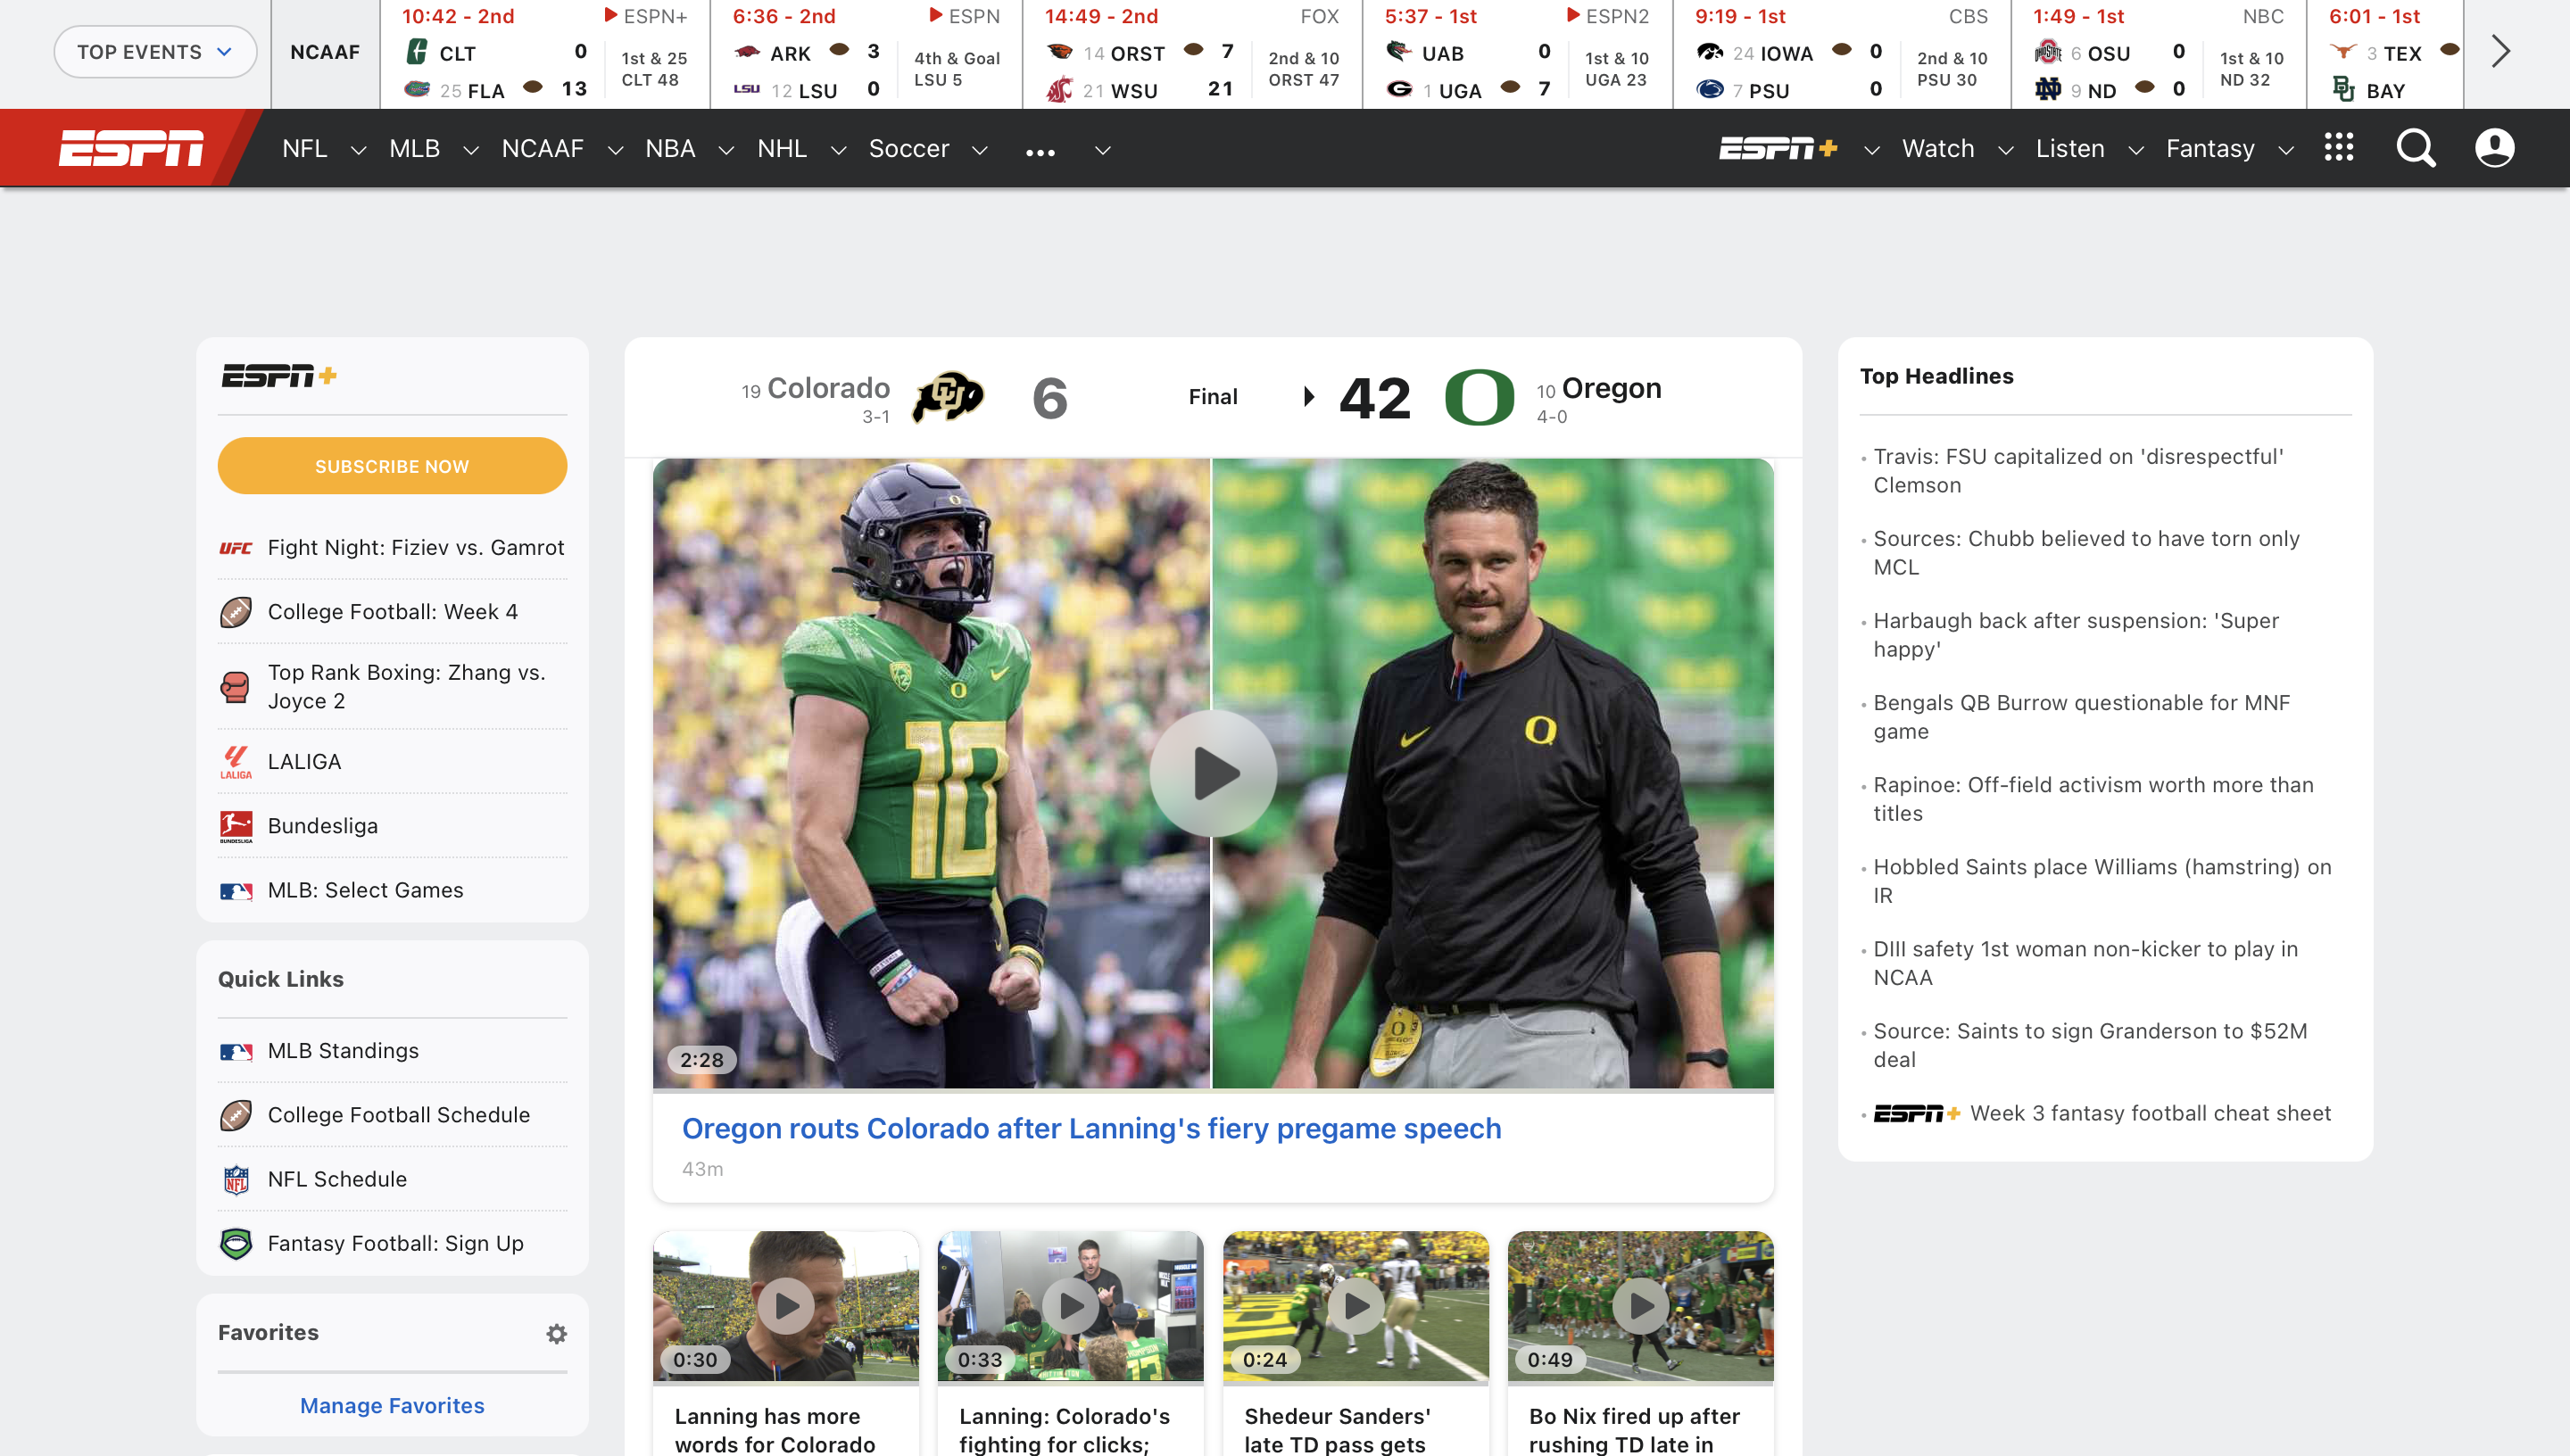 TOP EVENTS
NCAAF
10:42 - 2nd
ESPN+
CLT 0
25 FLA 13
1st & 25
CLT 48
6:36 - 2nd
ESPN
ARK 3
LSU 12 LSU 0
4th & Goal
LSU 5
14:49 - 2nd
FOX
14 ORST 7
21 WSU 21
2nd & 10
ORST 47
5:37 - 1st
ESPN2
UAB 0
G 1 UGA 7
1st & 10
UGA 23
9:19 - 1st
CBS
24 IOWA 0
7 PSU 0
2nd & 10
PSU 30
1:49 - 1st
NBC
6 OSU 0
9 ND 0
1st & 10
ND 32
6:01 - 1st
3 TEX
BU BAY
ESPN
NFL
MLB
NCAAF
NBA
NHL
Soccer
ESPN+
Watch
Listen
Fantasy
ESPN+
SUBSCRIBE NOW
UFC Fight Night: Fiziev vs. Gamrot
College Football: Week 4
Top Rank Boxing: Zhang vs.
Joyce 2
LALIGA LALIGA
BUNDESLIGA Bundesliga
MLB: Select Games
Quick Links
MLB Standings
College Football Schedule
NFL NFL Schedule
Fantasy Football: Sign Up
Favorites
Manage Favorites
19 Colorado
3-1
CU
6
Final
42
O
10 Oregon
4-0
O
12
O
10
O
O
2:28
Oregon routs Colorado after Lanning's fiery pregame speech
43m
0:30
Lanning has more
words for Colorado
0:33
Lanning: Colorado's
fighting for clicks;
0:24
Shedeur Sanders'
late TD pass gets
0:49
Bo Nix fired up after
rushing TD late in
Top Headlines
Travis: FSU capitalized on 'disrespectful'
Clemson
Sources: Chubb believed to have torn only
MCL
Harbaugh back after suspension: 'Super
happy'
Bengals QB Burrow questionable for MNF
game
Rapinoe: Off-field activism worth more than
titles
Hobbled Saints place Williams (hamstring) on
IR
DIII safety 1st woman non-kicker to play in
NCAA
Source: Saints to sign Granderson to $52M
deal
ESPN+ Week 3 fantasy football cheat sheet